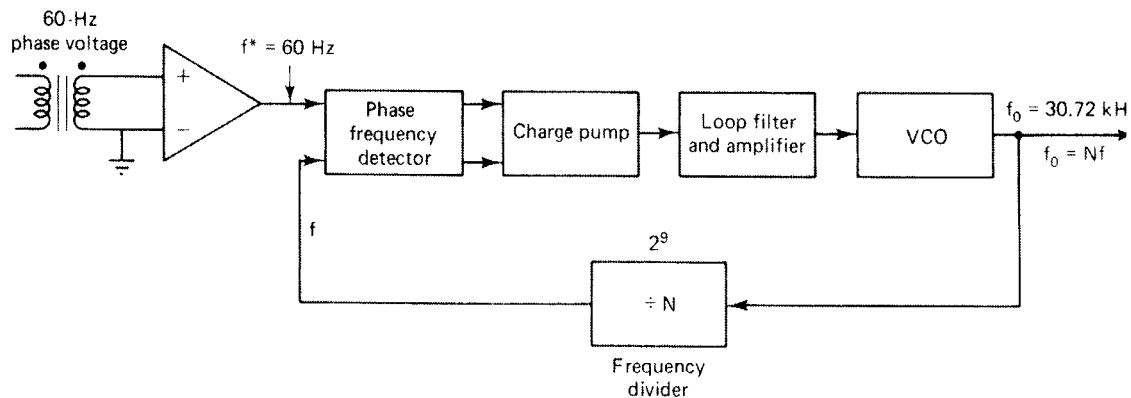 60-Hz
phase voltage
f* = 60 Hz
+
−
Phase
frequency
detector
Charge pump
Loop filter
and amplifier
VCO
f₀ = 30.72 kH
f₀ = Nf
f
2⁹
÷ N
Frequency
divider